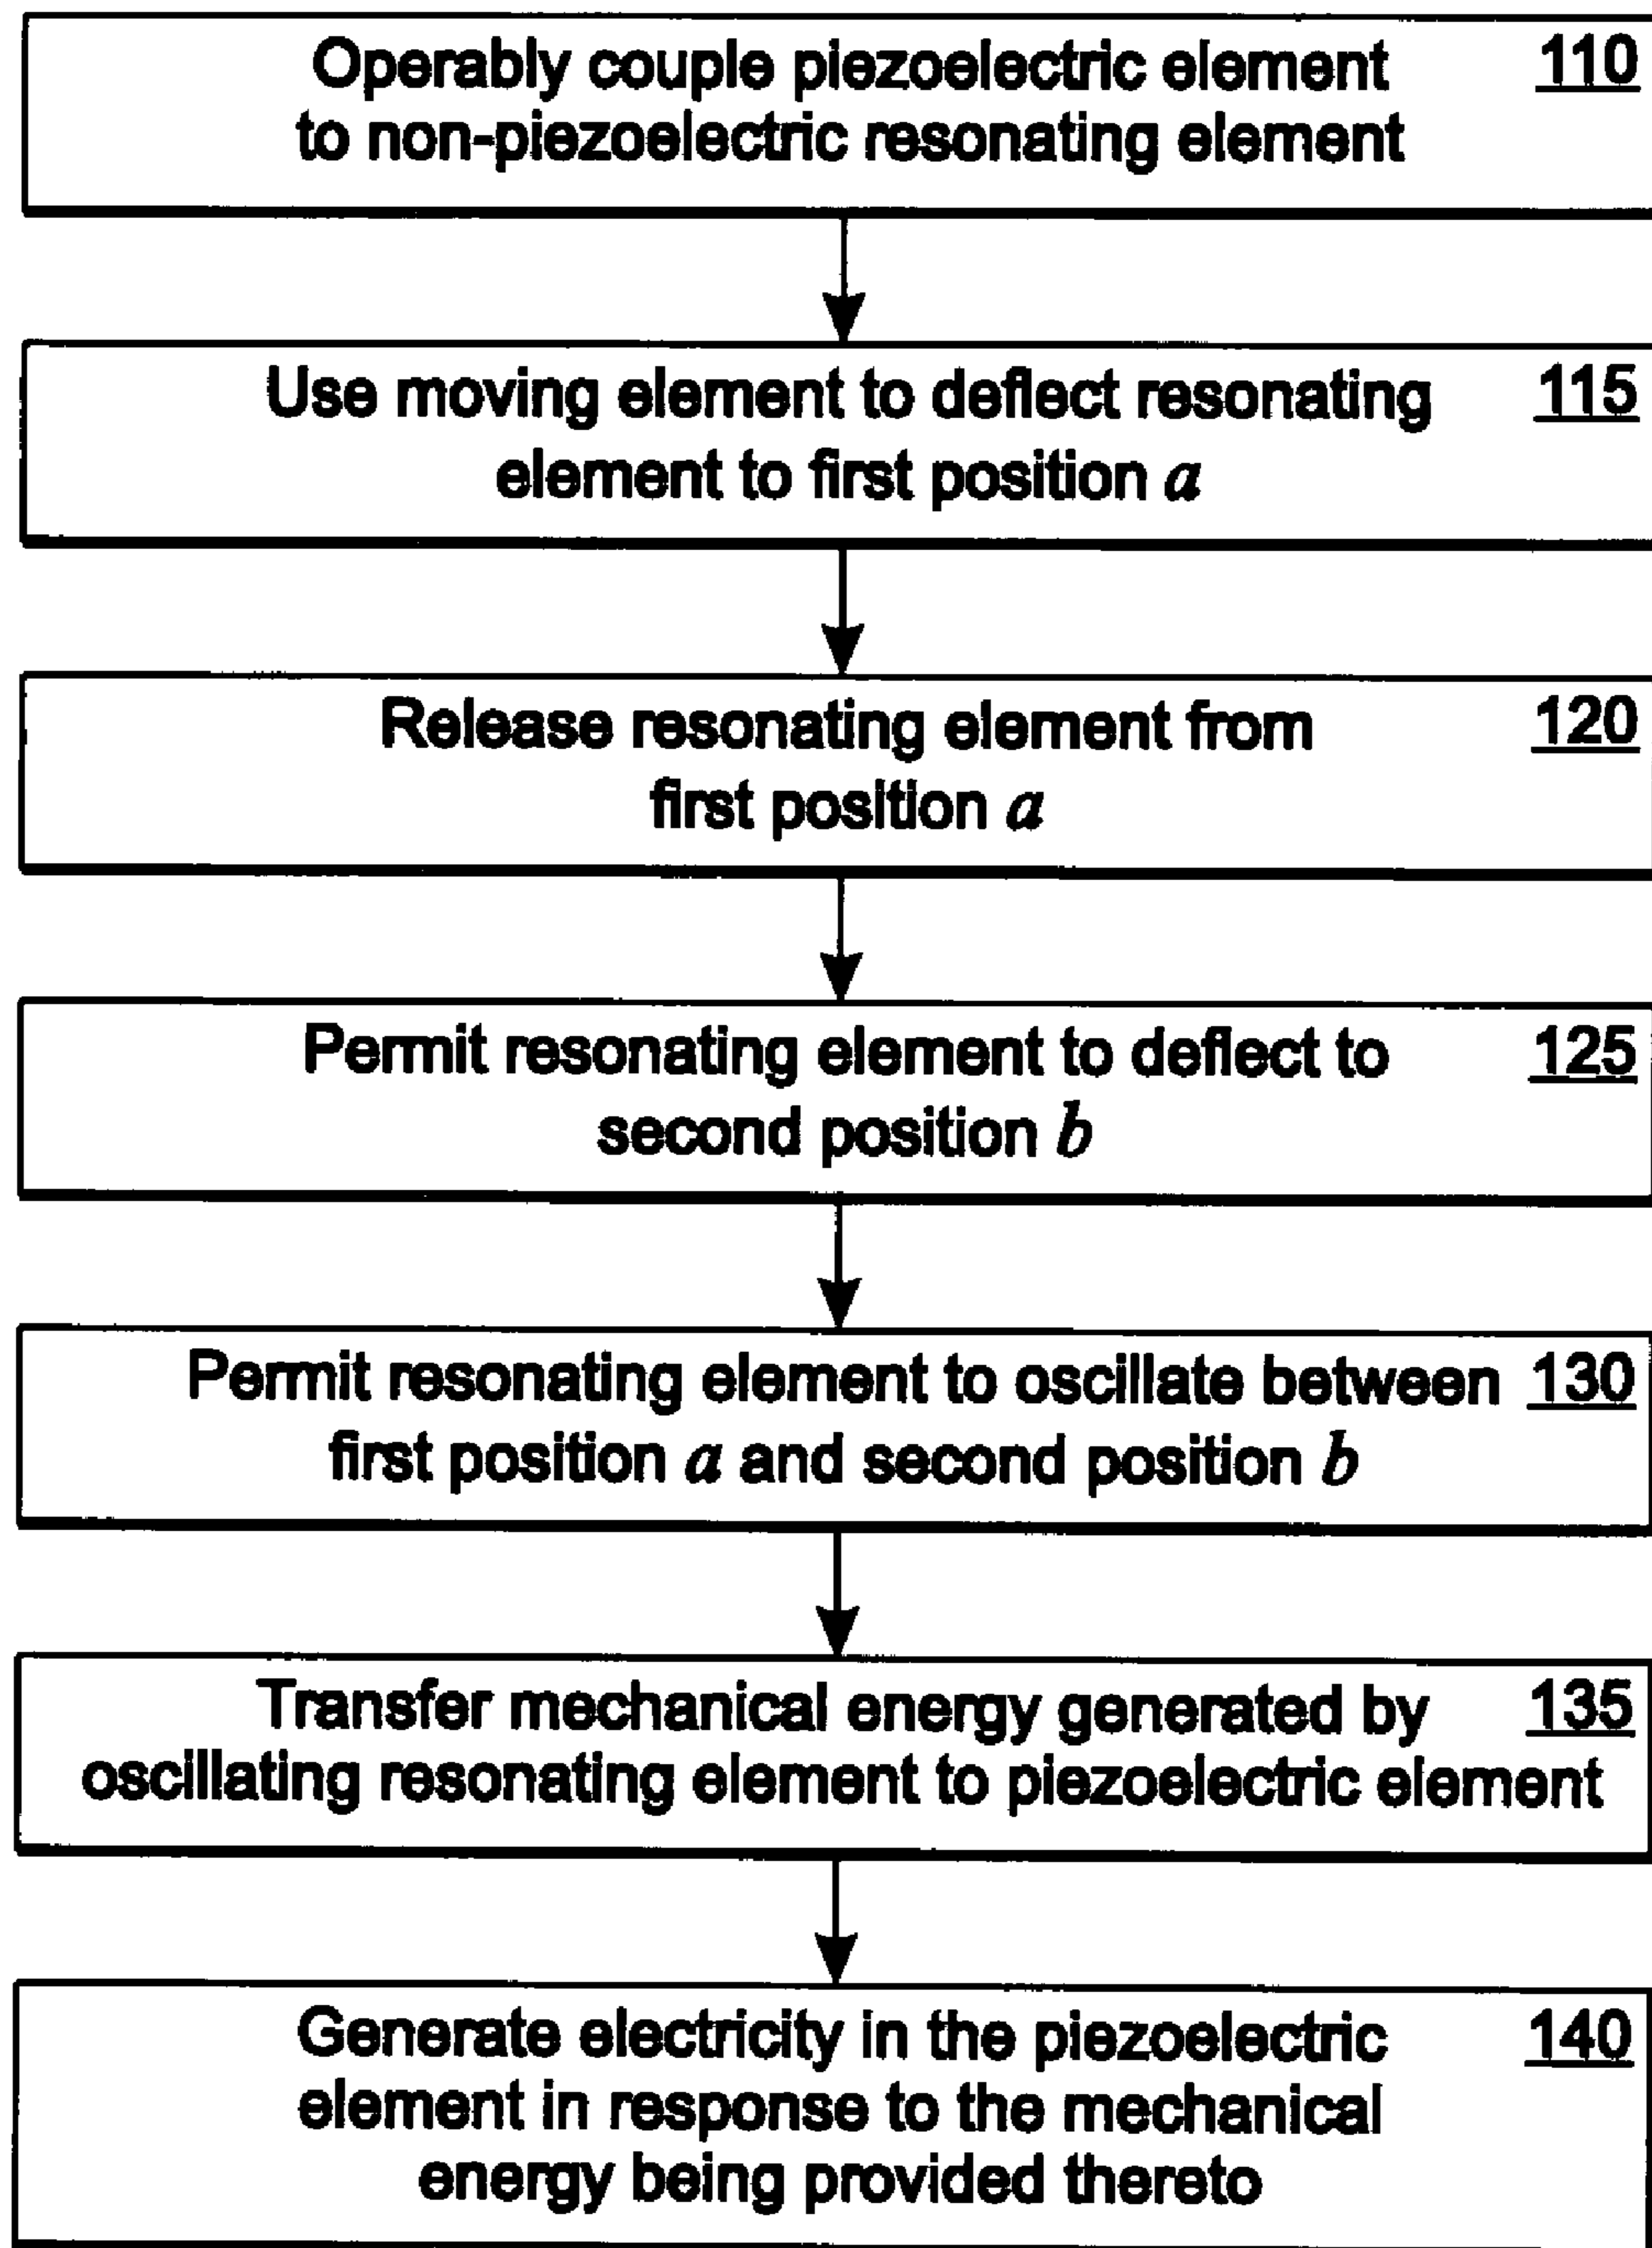 Operably couple piezoelectric element 110
to non-piezoelectric resonating element
Use moving element to deflect resonating 115
element to first position a
Release resonating element from 120
first position a
Permit resonating element to deflect to 125
second position b
Permit resonating element to oscillate between 130
first position a and second position b
Transfer mechanical energy generated by 135
oscillating resonating element to piezoelectric element
Generate electricity in the piezoelectric 140
element in response to the mechanical
energy being provided thereto